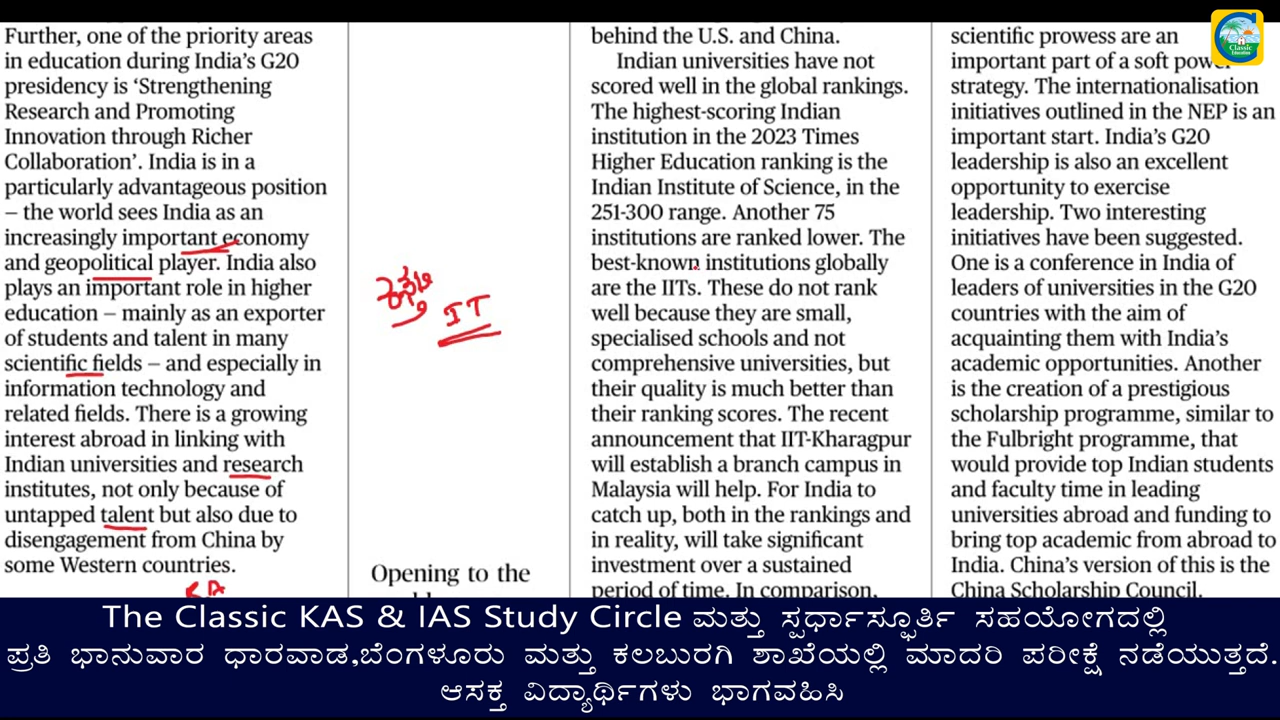 Further, one of the priority areas
in education during India's G20
presidency is ‘Strengthening
Research and Promoting
Innovation through Richer
Collaboration’. India is in a
particularly advantageous position
– the world sees India as an
increasingly important economy
and geopolitical player. India also
plays an important role in higher
education – mainly as an exporter
of students and talent in many
scientific fields – and especially in
information technology and
related fields. There is a growing
interest abroad in linking with
Indian universities and research
institutes, not only because of
untapped talent but also due to
disengagement from China by
some Western countries.
IT
Opening to the
behind the U.S. and China.
Indian universities have not
scored well in the global rankings.
The highest-scoring Indian
institution in the 2023 Times
Higher Education ranking is the
Indian Institute of Science, in the
251-300 range. Another 75
institutions are ranked lower. The
best-known institutions globally
are the IITs. These do not rank
well because they are small,
specialised schools and not
comprehensive universities, but
their quality is much better than
their ranking scores. The recent
announcement that IIT-Kharagpur
will establish a branch campus in
Malaysia will help. For India to
catch up, both in the rankings and
in reality, will take significant
investment over a sustained
period of time. In comparison,
scientific prowess are an
important part of a soft power
strategy. The internationalisation
initiatives outlined in the NEP is an
important start. India's G20
leadership is also an excellent
opportunity to exercise
leadership. Two interesting
initiatives have been suggested.
One is a conference in India of
leaders of universities in the G20
countries with the aim of
acquainting them with India's
academic opportunities. Another
is the creation of a prestigious
scholarship programme, similar to
the Fulbright programme, that
would provide top Indian students
and faculty time in leading
universities abroad and funding to
bring top academic from abroad to
India. China's version of this is the
China Scholarship Council.
Classic
Education
The Classic KAS & IAS Study Circle ಮತ್ತು ಸ್ಪರ್ಧಾಸ್ಫೂರ್ತಿ ಸಹಯೋಗದಲ್ಲಿ
ಪ್ರತಿ ಭಾನುವಾರ ಧಾರವಾಡ,ಬೆಂಗಳೂರು ಮತ್ತು ಕಲಬುರಗಿ ಶಾಖೆಯಲ್ಲಿ ಮಾದರಿ ಪರೀಕ್ಷೆ ನಡೆಯುತ್ತದೆ.
ಆಸಕ್ತ ವಿದ್ಯಾರ್ಥಿಗಳು ಭಾಗವಹಿಸಿ